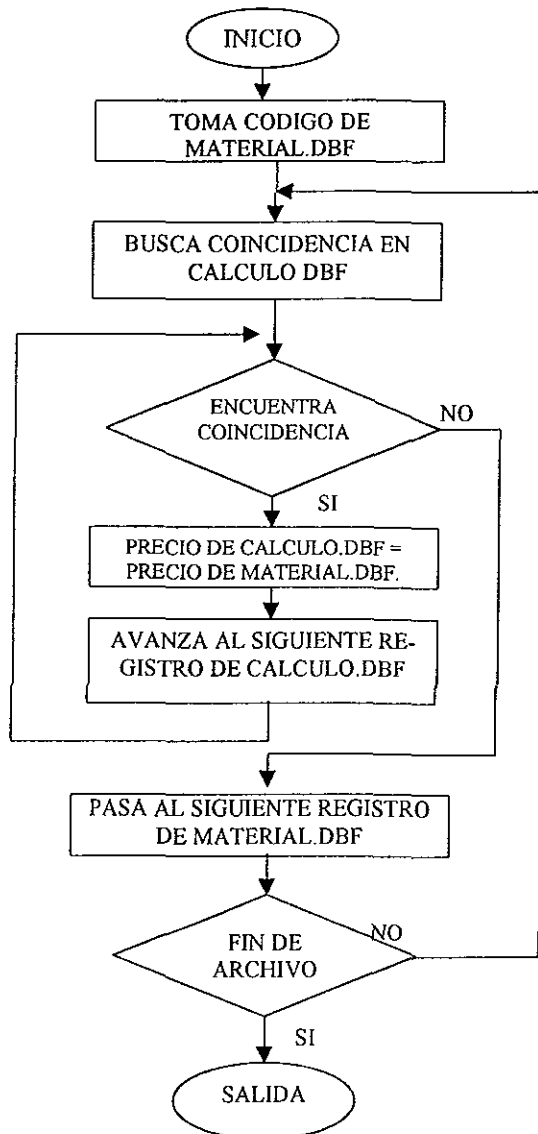 INICIO
TOMA CODIGO DE
MATERIAL.DBF
BUSCA COINCIDENCIA EN
CALCULO DBF
ENCUENTRA
COINCIDENCIA
NO
SI
PRECIO DE CALCULO.DBF =
PRECIO DE MATERIAL.DBF.
AVANZA AL SIGUIENTE RE-
GISTRO DE CALCULO.DBF
PASA AL SIGUIENTE REGISTRO
DE MATERIAL.DBF
FIN DE
ARCHIVO
NO
SI
SALIDA